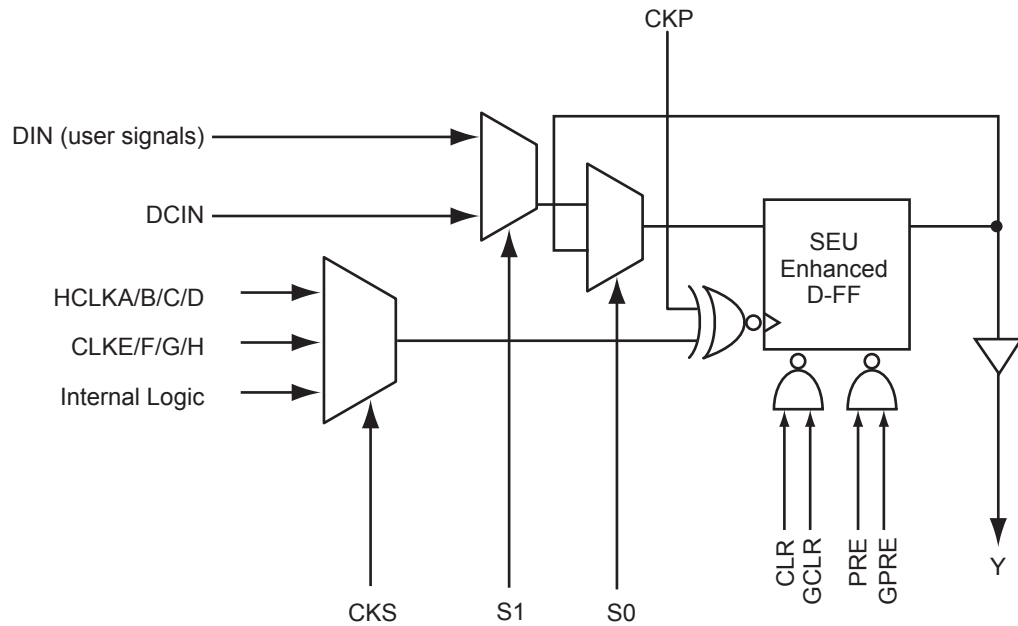 CKP
DIN (user signals)
DCIN
SEU
Enhanced
D-FF
HCLKA/B/C/D
CLKE/F/G/H
Internal Logic
CLR
GCLR
PRE
GPRE
Y
CKS
S1
S0